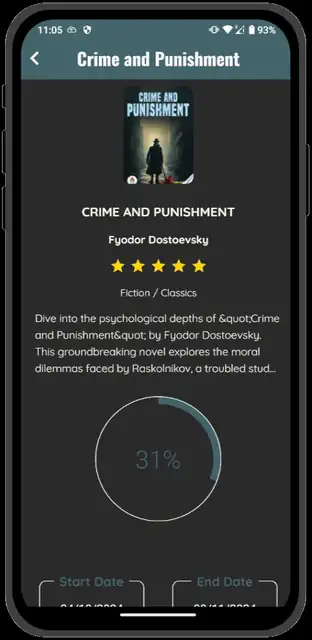 11:05
93%
Crime and Punishment
CRIME AND
PUNISHMENT
CRIME AND PUNISHMENT
Fyodor Dostoevsky
Fiction / Classics
Dive into the psychological depths of &quot;Crime
and Punishment&quot; by Fyodor Dostoevsky.
This groundbreaking novel explores the moral
dilemmas faced by Raskolnikov, a troubled stud...
31%
Start Date
End Date